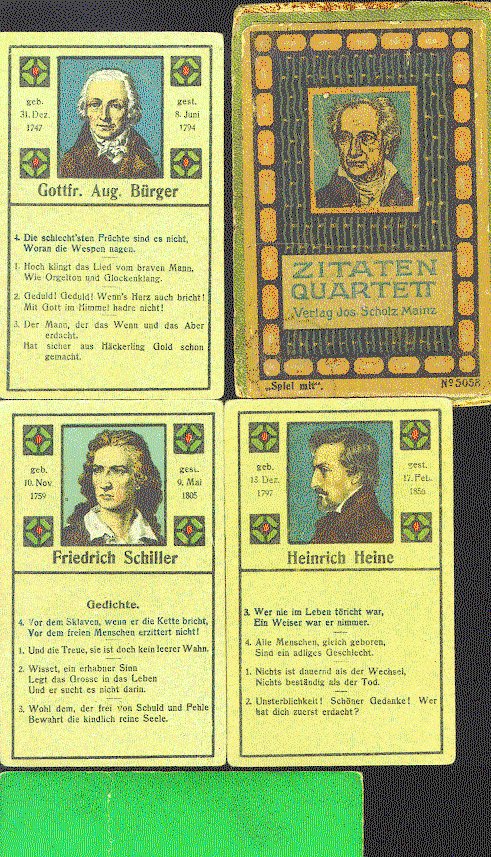 geb.
31. Dez.
1747
gest.
8. Juni
1794
Gottfr. Aug. Bürger
4. Die schlecht'sten Früchte sind es nicht,
Woran die Wespen nagen.
1. Hoch klingt das Lied vom braven Mann,
Wie Orgelton und Glockenklang.
2. Geduld! Geduld! Wenn's Herz auch bricht!
Mit Gott im Himmel hadre nicht!
3. Der Mann, der das Wenn und das Aber
erdacht.
Hat sicher aus Häckerling Gold schon
gemacht.
ZITATEN
QUARTETT
Verlag Jos Scholz Mainz
„Spiel mit“.
No 5058
geb.
10. Nov.
1759
gest.
9. Mai
1805
Friedrich Schiller
Gedichte.
4. Vor dem Sklaven, wenn er die Kette bricht,
Vor dem freien Menschen erzittert nicht!
1. Und die Treue, sie ist doch kein leerer Wahn.
2. Wisset, ein erhabner Sinn
Legt das Grosse in das Leben
Und er sucht es nicht darin.
3. Wohl dem, der frei von Schuld und Fehle
Bewahrt die kindlich reine Seele.
geb.
13. Dez.
1797
gest.
17. Feb.
1856
Heinrich Heine
3. Wer nie im Leben töricht war,
Ein Weiser war er nimmer.
4. Alle Menschen, gleich geboren,
Sind ein adliges Geschlecht.
1. Nichts ist dauernd als der Wechsel,
Nichts beständig als der Tod.
2. Unsterblichkeit! Schöner Gedanke! Wer
hat dich zuerst erdacht?